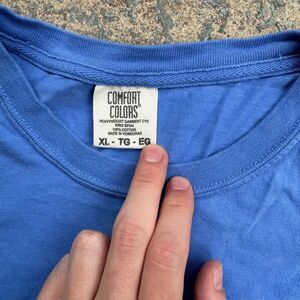 COMFORT
COLORS®
HEAVYWEIGHT GARMENT DYE
RING SPUN
100% COTTON
MADE IN HONDURAS
XL - TG - EG